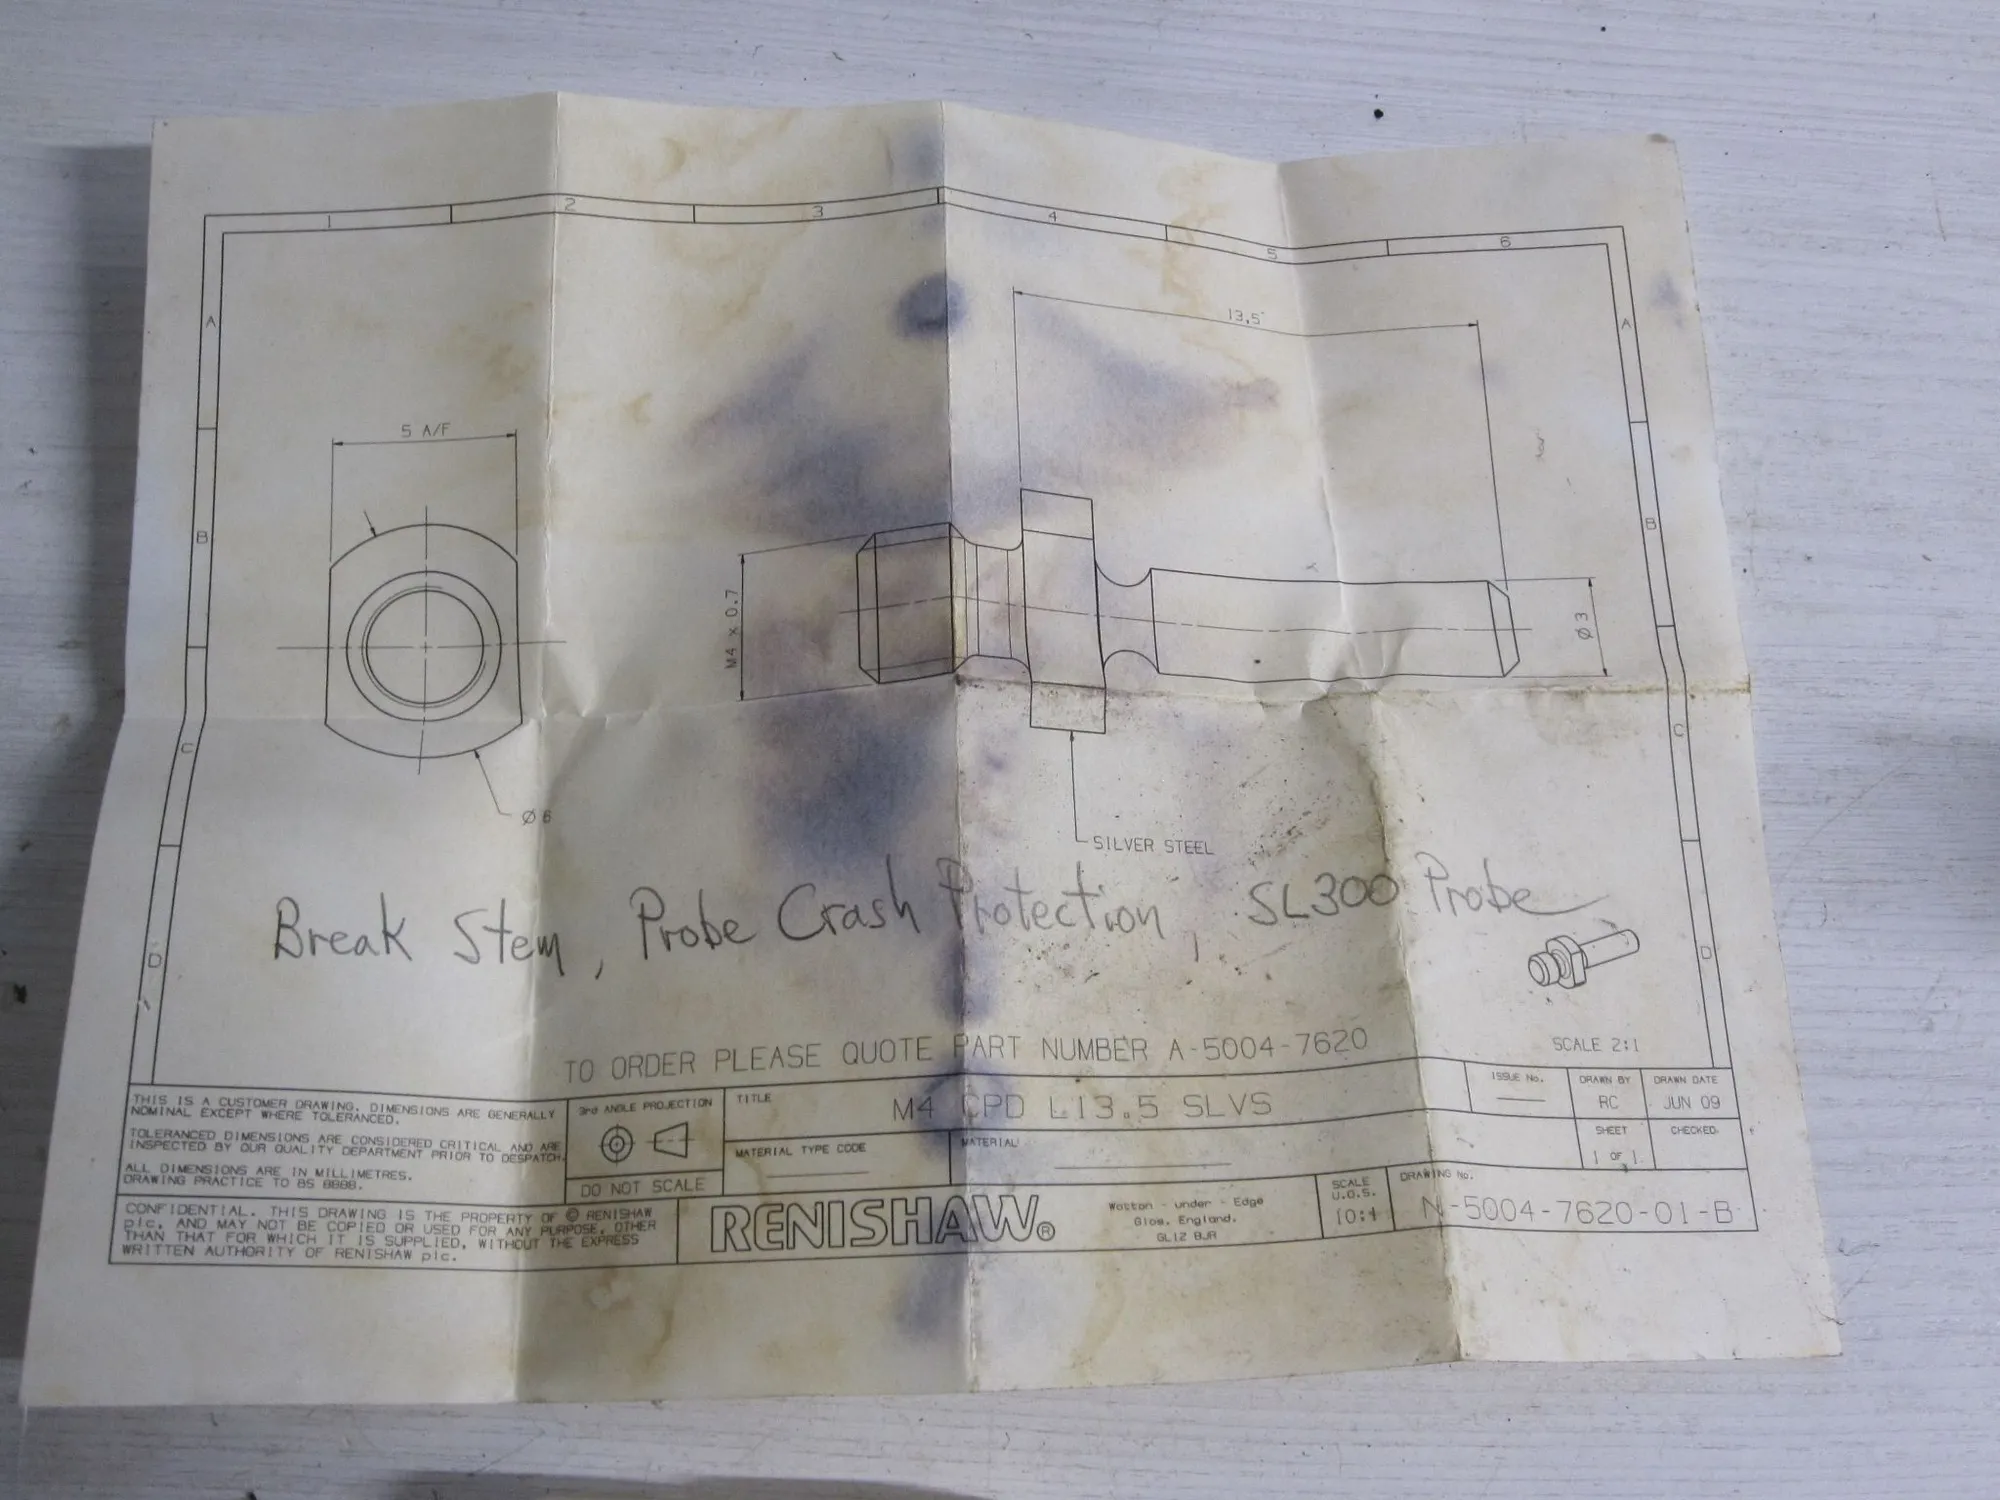 1 2 3 4 5 6
A A
13,5
5 A/F
B B
M4 x 0.7
Ø 3
C C
Ø 6
SILVER STEEL
Break Stem, Probe Crash Protection, SL300 Probe
D D
SCALE 2:1
TO ORDER PLEASE QUOTE PART NUMBER A-5004-7620
THIS IS A CUSTOMER DRAWING. DIMENSIONS ARE GENERALLY
NOMINAL EXCEPT WHERE TOLERANCED.
TOLERANCED DIMENSIONS ARE CONSIDERED CRITICAL AND ARE
INSPECTED BY OUR QUALITY DEPARTMENT PRIOR TO DESPATCH.
ALL DIMENSIONS ARE IN MILLIMETRES.
DRAWING PRACTICE TO BS 8888.
3rd ANGLE PROJECTION
DO NOT SCALE
TITLE
M4 CPD L13.5 SLVS
ISSUE No.
DRAWN BY
RC
DRAWN DATE
JUN 09
MATERIAL TYPE CODE
MATERIAL
SHEET
1 OF 1
CHECKED
CONFIDENTIAL. THIS DRAWING IS THE PROPERTY OF © RENISHAW
plc. AND MAY NOT BE COPIED OR USED FOR ANY PURPOSE, OTHER
THAN THAT FOR WHICH IT IS SUPPLIED, WITHOUT THE EXPRESS
WRITTEN AUTHORITY OF RENISHAW plc.
RENISHAW®
Wotton - under - Edge
Glos. England.
GL12 8JR
SCALE
U.O.S.
10:1
DRAWING No.
N-5004-7620-01-B